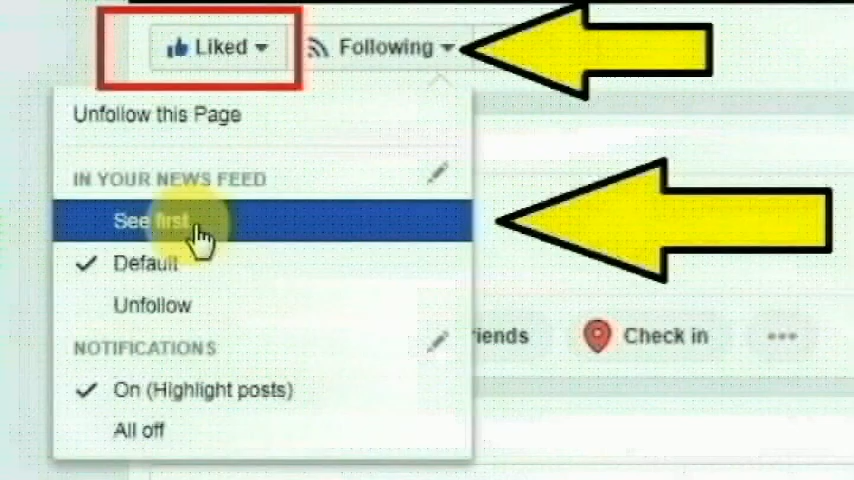 Liked Following
Unfollow this Page
IN YOUR NEWS FEED
See first
Default
Unfollow
riends Check in
NOTIFICATIONS
On (Highlight posts)
All off